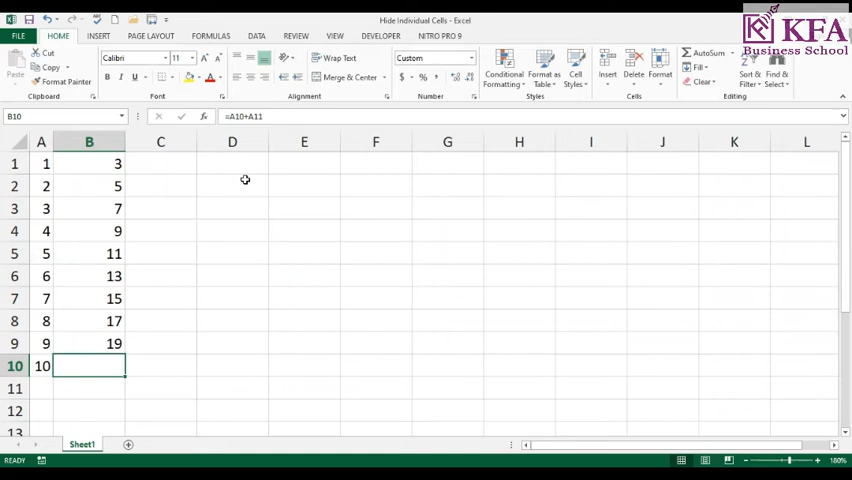 Hide Individual Cells - Excel
KFA
Business School
FILE HOME INSERT PAGE LAYOUT FORMULAS DATA REVIEW VIEW DEVELOPER NITRO PRO 9
Paste
Cut
Copy
Format Painter
Clipboard
Calibri 11
B I U
Font
Wrap Text
Merge & Center
Alignment
Custom
$ % ,
Number
Conditional Formatting
Format as Table
Cell Styles
Styles
Insert
Delete
Format
Cells
AutoSum
Fill
Clear
Sort & Filter
Find & Select
Editing
B10 fx =A10+A11
A B C D E F G H I J K L
1 1 3
2 2 5
3 3 7
4 4 9
5 5 11
6 6 13
7 7 15
8 8 17
9 9 19
10 10
11
12
13
Sheet1
READY 180%